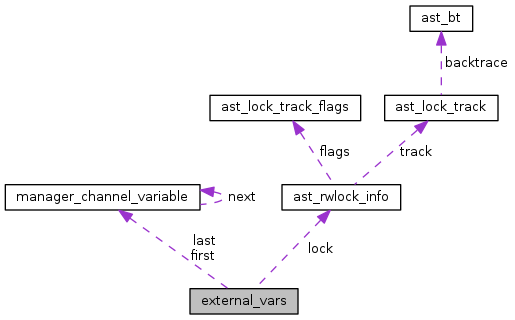 ast_bt
backtrace
ast_lock_track_flags
ast_lock_track
flags
track
manager_channel_variable
next
ast_rwlock_info
last
first
lock
external_vars